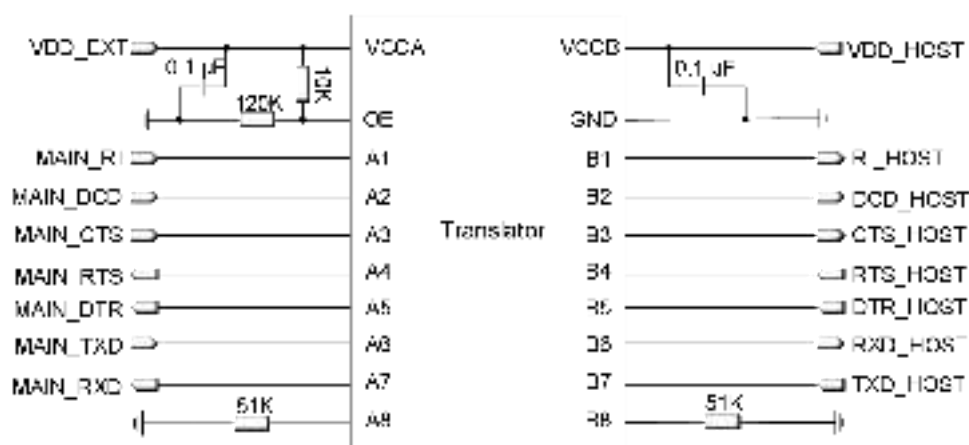 VDD_EXT VCCA VCCB VDD_HOST
0.1 µF 10K 0.1 µF
120K
OE GND
MAIN_RI A1 B1 RI_HOST
MAIN_DCD A2 B2 DCD_HOST
MAIN_CTS A3 Translator B3 CTS_HOST
MAIN_RTS A4 B4 RTS_HOST
MAIN_DTR A5 B5 DTR_HOST
MAIN_TXD A6 B6 RXD_HOST
MAIN_RXD A7 B7 TXD_HOST
51K A8 B8 51K